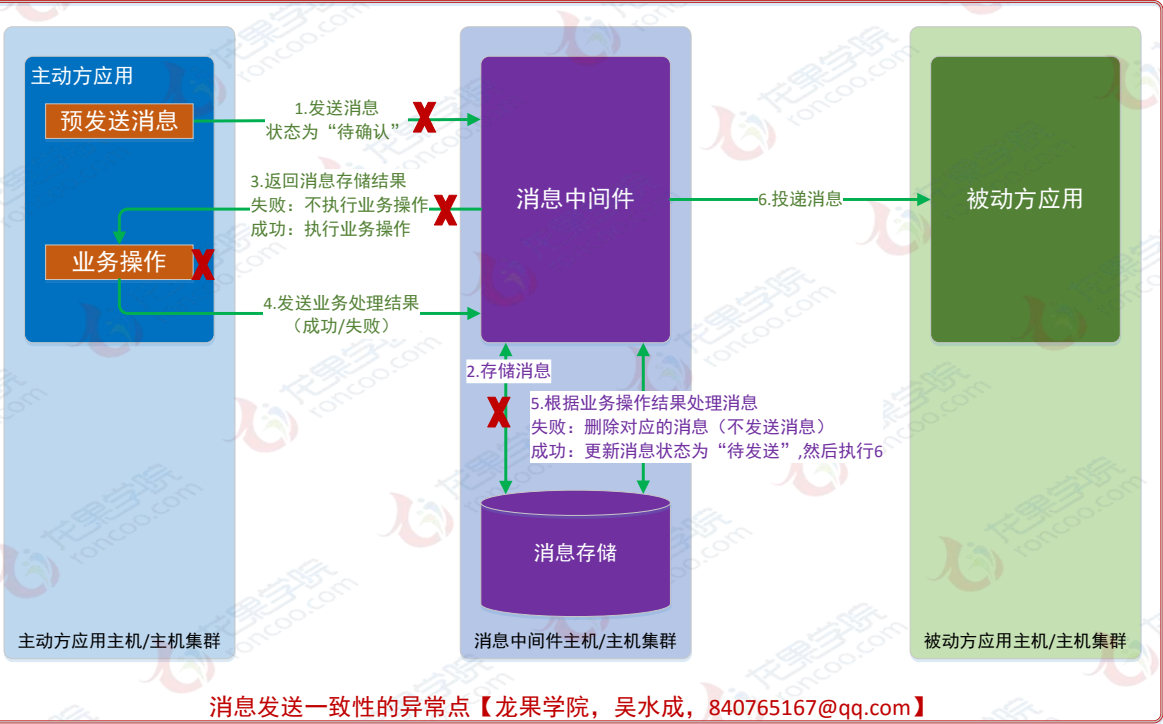 主动方应用
预发送消息
1.发送消息
状态为“待确认”
3.返回消息存储结果
失败：不执行业务操作
成功：执行业务操作
业务操作
4.发送业务处理结果
（成功/失败）
消息中间件
6.投递消息
被动方应用
2.存储消息
5.根据业务操作结果处理消息
失败：删除对应的消息（不发送消息）
成功：更新消息状态为“待发送”,然后执行6
消息存储
主动方应用主机/主机集群
消息中间件主机/主机集群
被动方应用主机/主机集群
消息发送一致性的异常点【龙果学院，吴水成，840765167@qq.com】
龙果学院
roncoo.com